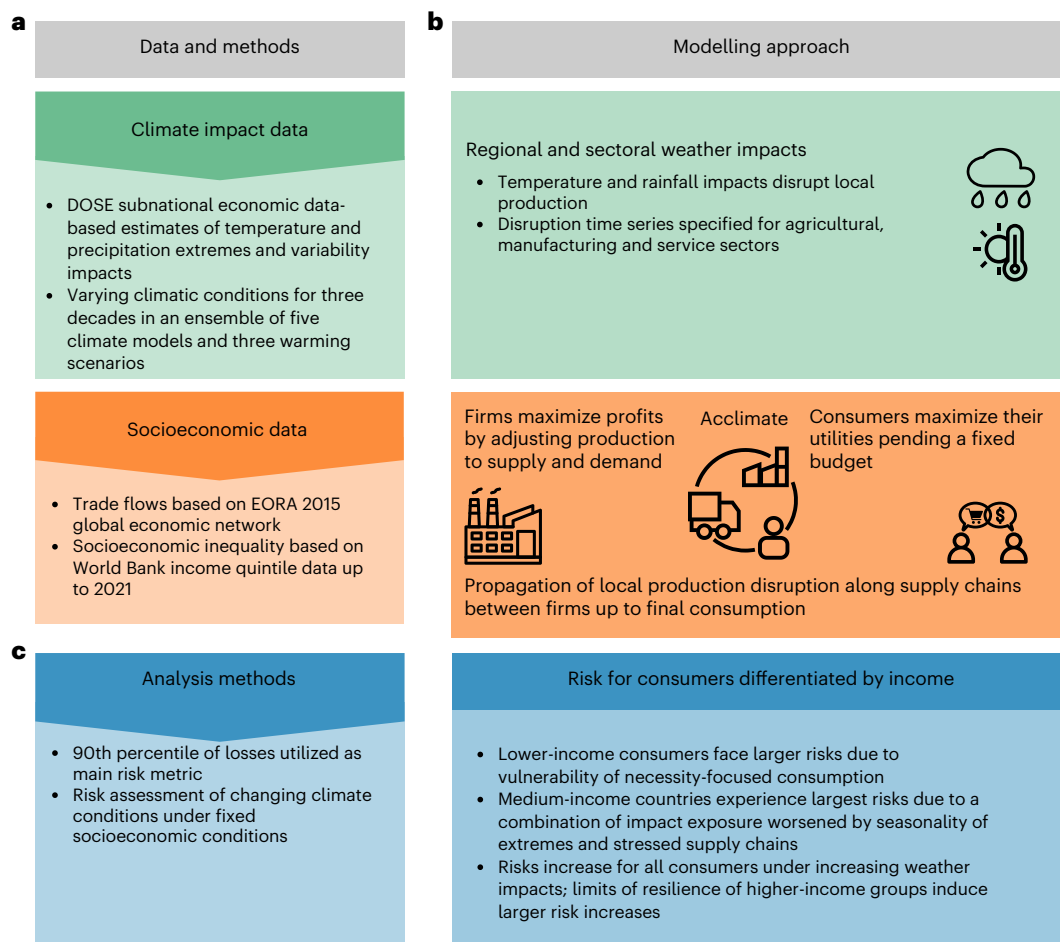 a
Data and methods
Climate impact data
• DOSE subnational economic data-
based estimates of temperature and
precipitation extremes and variability
impacts
• Varying climatic conditions for three
decades in an ensemble of five
climate models and three warming
scenarios
Socioeconomic data
• Trade flows based on EORA 2015
global economic network
• Socioeconomic inequality based on
World Bank income quintile data up
to 2021
b
Modelling approach
Regional and sectoral weather impacts
• Temperature and rainfall impacts disrupt local
production
• Disruption time series specified for agricultural,
manufacturing and service sectors
Firms maximize profits
by adjusting production
to supply and demand
Acclimate
Consumers maximize their
utilities pending a fixed
budget
$
Propagation of local production disruption along supply chains
between firms up to final consumption
c
Analysis methods
• 90th percentile of losses utilized as
main risk metric
• Risk assessment of changing climate
conditions under fixed
socioeconomic conditions
Risk for consumers differentiated by income
• Lower-income consumers face larger risks due to
vulnerability of necessity-focused consumption
• Medium-income countries experience largest risks due to a
combination of impact exposure worsened by seasonality of
extremes and stressed supply chains
• Risks increase for all consumers under increasing weather
impacts; limits of resilience of higher-income groups induce
larger risk increases